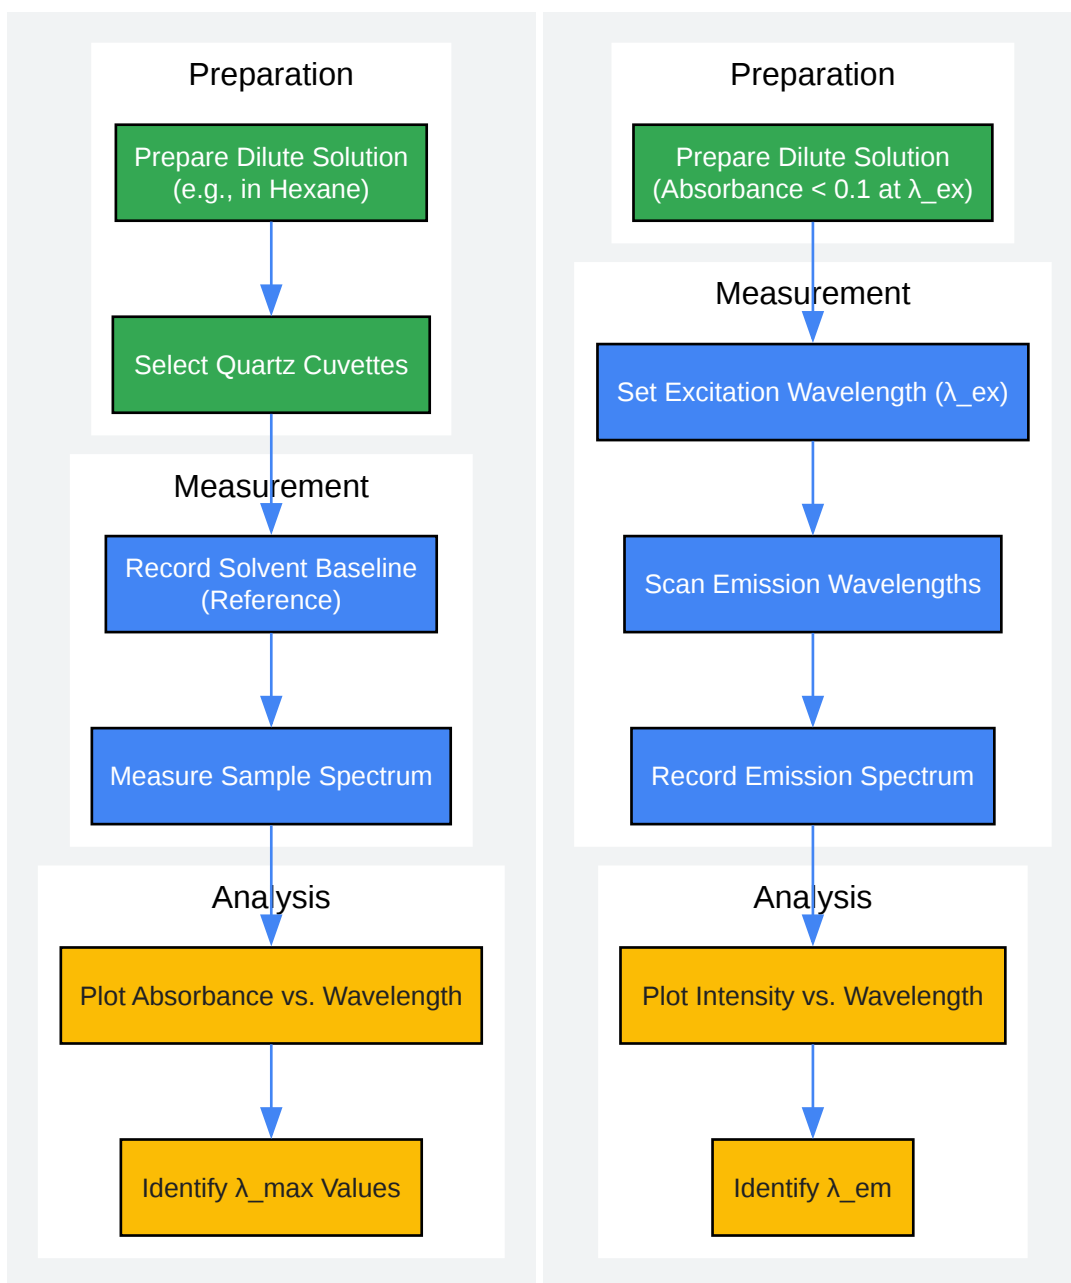 Preparation
Prepare Dilute Solution
(e.g., in Hexane)
Select Quartz Cuvettes
Measurement
Record Solvent Baseline
(Reference)
Measure Sample Spectrum
Analysis
Plot Absorbance vs. Wavelength
Identify λ_max Values
Preparation
Prepare Dilute Solution
(Absorbance < 0.1 at λ_ex)
Measurement
Set Excitation Wavelength (λ_ex)
Scan Emission Wavelengths
Record Emission Spectrum
Analysis
Plot Intensity vs. Wavelength
Identify λ_em